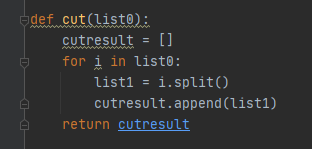 def cut(list0):
    cutresult = []
    for i in list0:
        list1 = i.split()
        cutresult.append(list1)
    return cutresult